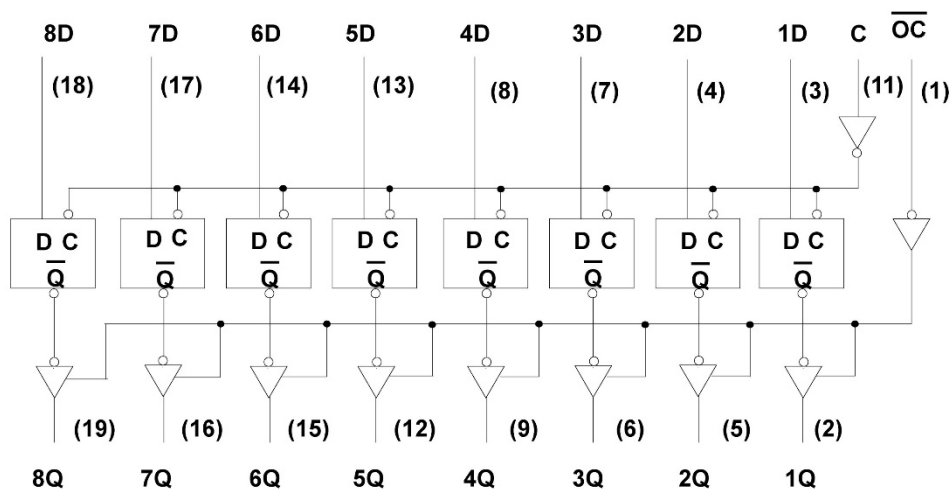 8D 7D 6D 5D 4D 3D 2D 1D C O̅C̅
(18) (17) (14) (13) (8) (7) (4) (3) (11) (1)
D C D C D C D C D C D C D C D C
Q̅ Q̅ Q̅ Q̅ Q̅ Q̅ Q̅ Q̅
(19) (16) (15) (12) (9) (6) (5) (2)
8Q 7Q 6Q 5Q 4Q 3Q 2Q 1Q